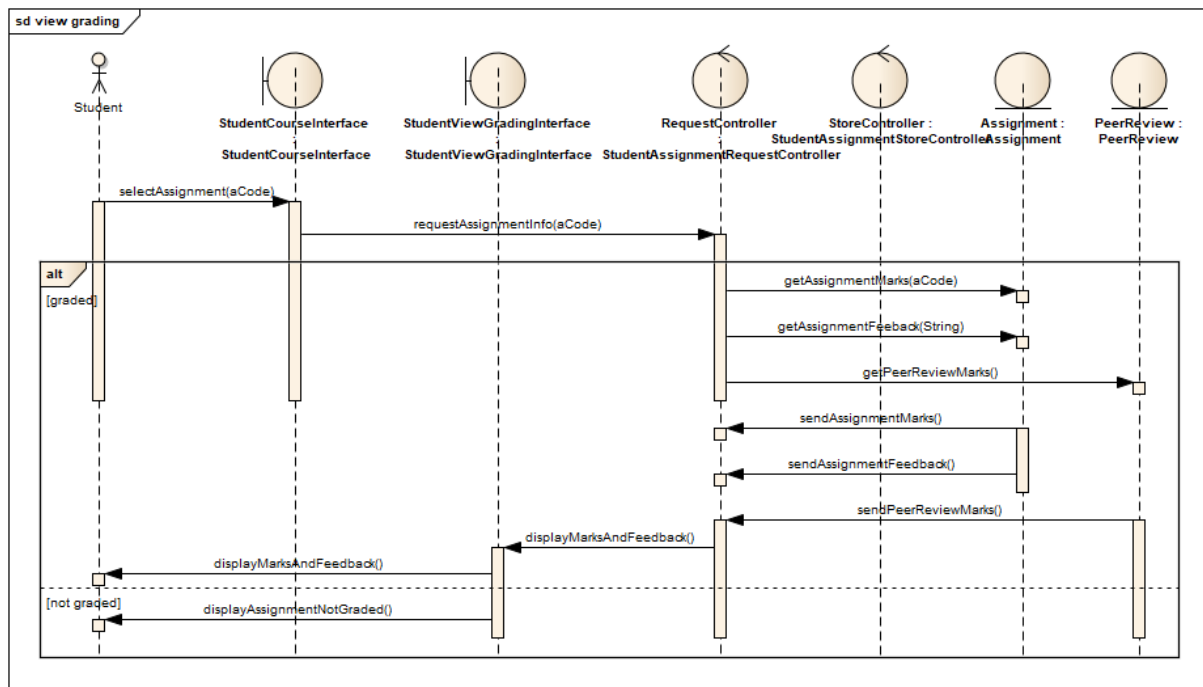 sd view grading
Student
StudentCourseInterface
:
StudentCourseInterface
StudentViewGradingInterface
:
StudentViewGradingInterface
RequestController
:
StudentAssignmentRequestController
StoreController :
StudentAssignmentStoreController
Assignment :
Assignment
PeerReview :
PeerReview
selectAssignment(aCode)
requestAssignmentInfo(aCode)
alt
[graded]
getAssignmentMarks(aCode)
getAssignmentFeeback(String)
getPeerReviewMarks()
sendAssignmentMarks()
sendAssignmentFeedback()
sendPeerReviewMarks()
displayMarksAndFeedback()
displayMarksAndFeedback()
[not graded]
displayAssignmentNotGraded()